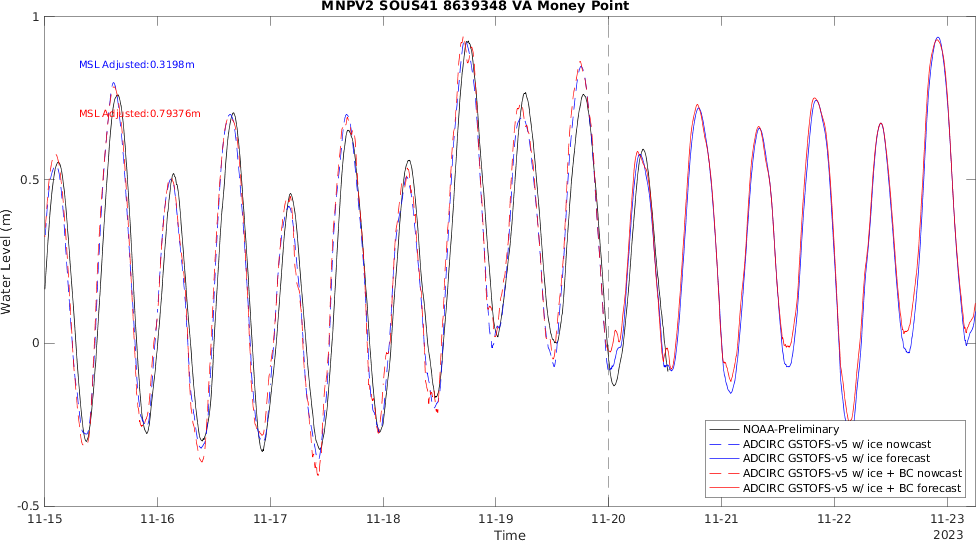 MNPV2 SOUS41 8639348 VA Money Point
MSL Adjusted:0.3198m
MSL Adjusted:0.79376m
Water Level (m)
1
0.5
0
-0.5
NOAA-Preliminary
ADCIRC GSTOFS-v5 w/ ice nowcast
ADCIRC GSTOFS-v5 w/ ice forecast
ADCIRC GSTOFS-v5 w/ ice + BC nowcast
ADCIRC GSTOFS-v5 w/ ice + BC forecast
11-15 11-16 11-17 11-18 11-19 11-20 11-21 11-22 11-23
Time
2023